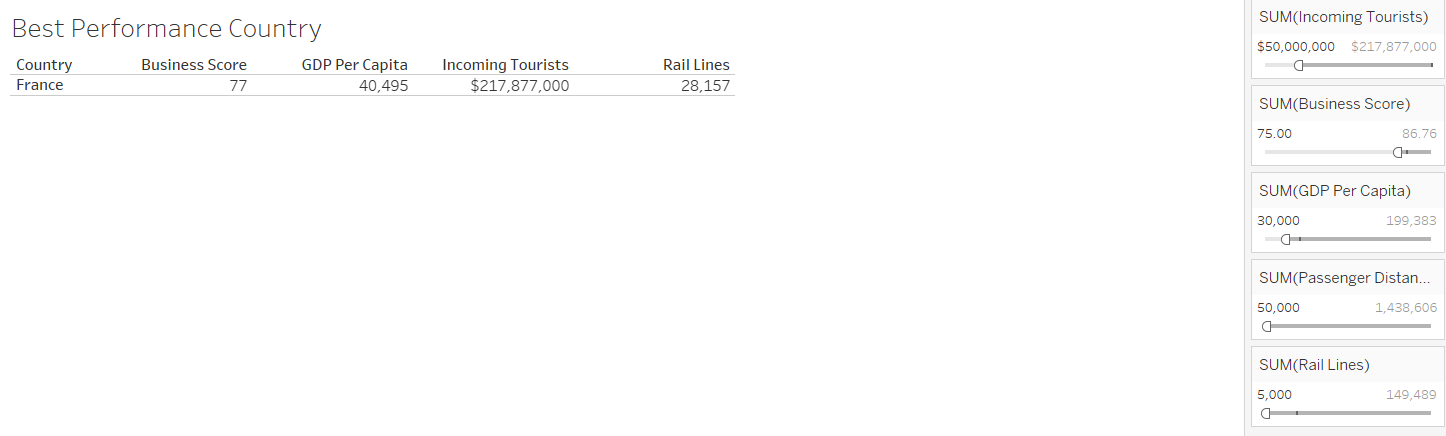 Best Performance Country
Country Business Score GDP Per Capita Incoming Tourists Rail Lines
France 77 40,495 $217,877,000 28,157
SUM(Incoming Tourists)
$50,000,000 $217,877,000
SUM(Business Score)
75.00 86.76
SUM(GDP Per Capita)
30,000 199,383
SUM(Passenger Distan...
50,000 1,438,606
SUM(Rail Lines)
5,000 149,489